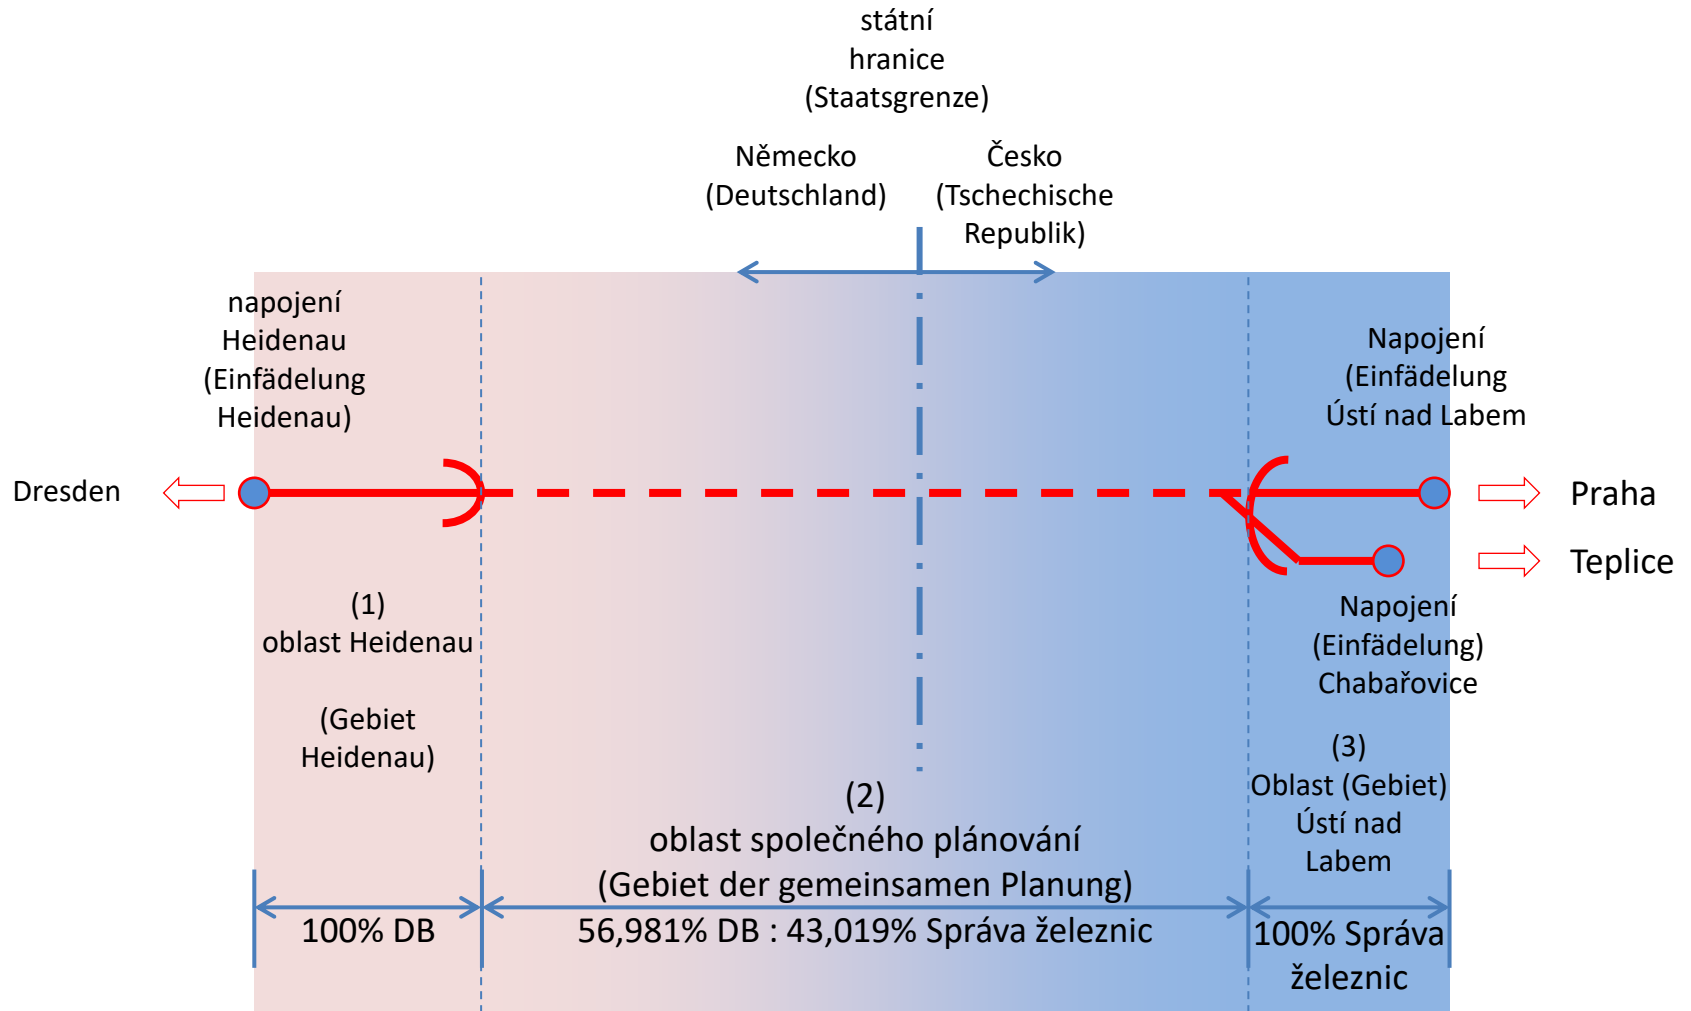 státní
hranice
(Staatsgrenze)
Německo
(Deutschland)
Česko
(Tschechische
Republik)
napojení
Heidenau
(Einfädelung
Heidenau)
Napojení
(Einfädelung
Ústí nad Labem
Dresden
Praha
Teplice
(1)
oblast Heidenau
(Gebiet
Heidenau)
Napojení
(Einfädelung)
Chabařovice
(2)
oblast společného plánování
(Gebiet der gemeinsamen Planung)
(3)
Oblast (Gebiet)
Ústí nad
Labem
100% DB
56,981% DB : 43,019% Správa železnic
100% Správa
železnic